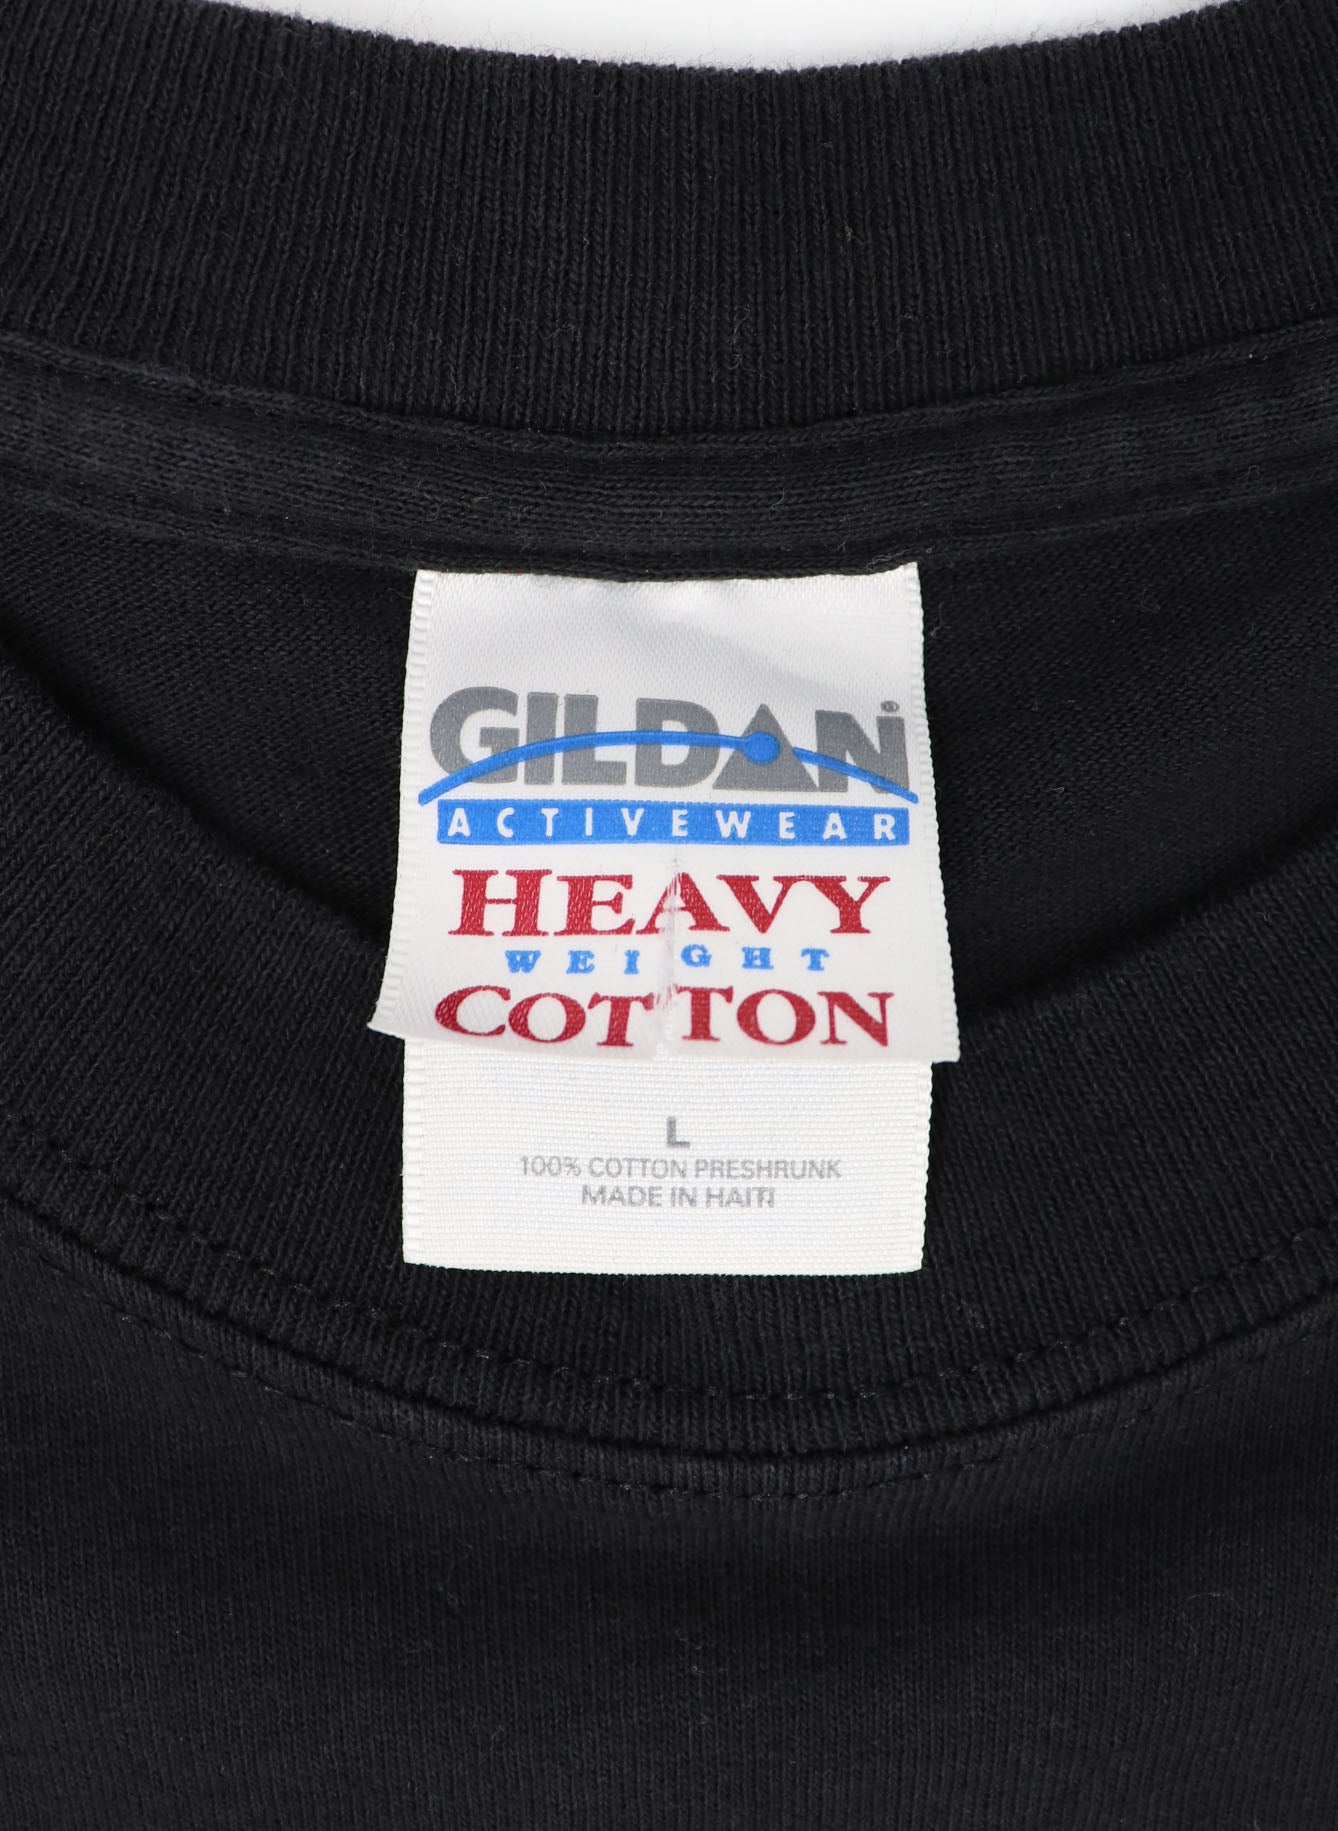 GILDAN®
ACTIVEWEAR
HEAVY
WEIGHT
COTTON
L
100% COTTON PRESHRUNK
MADE IN HAITI